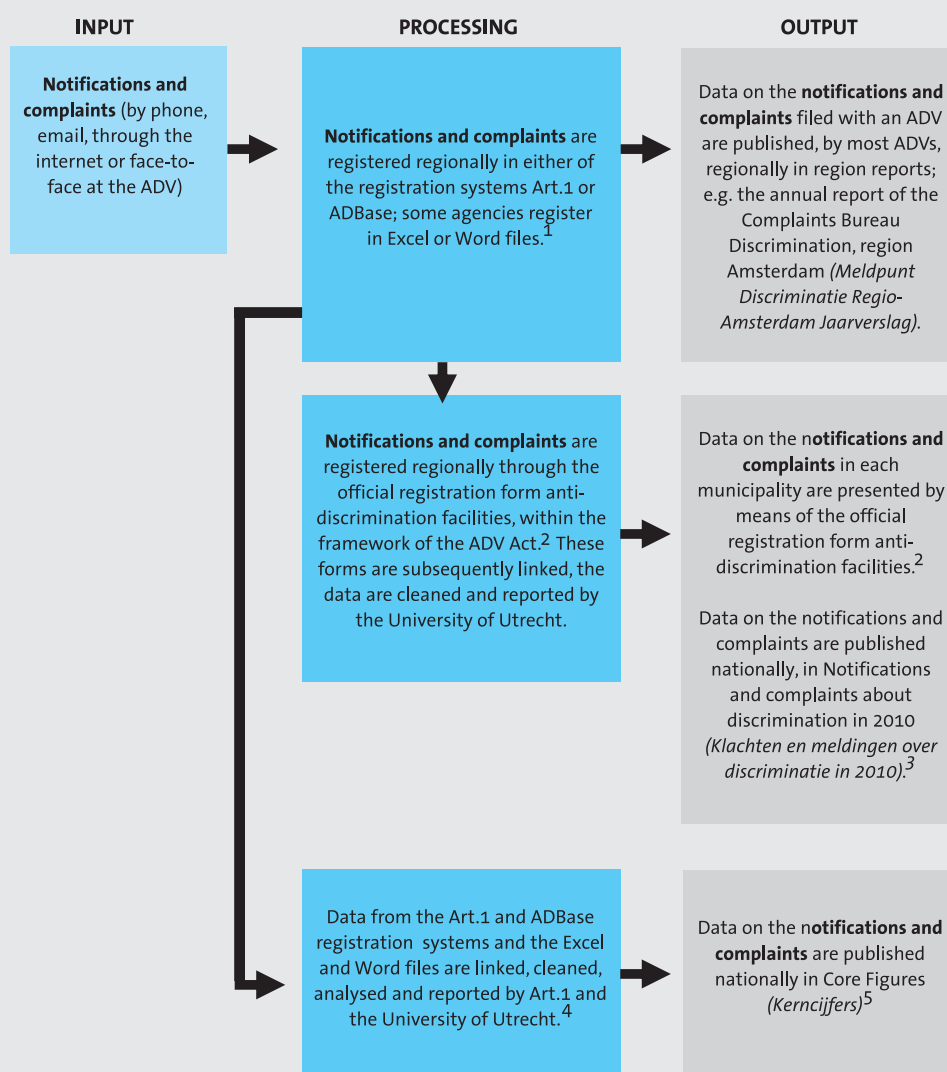 INPUT
PROCESSING
OUTPUT
Notifications and
complaints (by phone,
email, through the
internet or face-to-
face at the ADV)
Notifications and complaints are
registered regionally in either of
the registration systems Art.1 or
ADBase; some agencies register
in Excel or Word files.1
Data on the notifications and
complaints filed with an ADV
are published, by most ADVs,
regionally in region reports;
e.g. the annual report of the
Complaints Bureau
Discrimination, region
Amsterdam (Meldpunt
Discriminatie Regio-
Amsterdam Jaarverslag).
Notifications and complaints are
registered regionally through the
official registration form anti-
discrimination facilities, within the
framework of the ADV Act.2 These
forms are subsequently linked, the
data are cleaned and reported by
the University of Utrecht.
Data on the notifications and
complaints in each
municipality are presented by
means of the official
registration form anti-
discrimination facilities.2
Data on the notifications and
complaints are published
nationally, in Notifications
and complaints about
discrimination in 2010
(Klachten en meldingen over
discriminatie in 2010).3
Data from the Art.1 and ADBase
registration systems and the Excel
and Word files are linked, cleaned,
analysed and reported by Art.1 and
the University of Utrecht.4
Data on the notifications and
complaints are published
nationally in Core Figures
(Kerncijfers)5